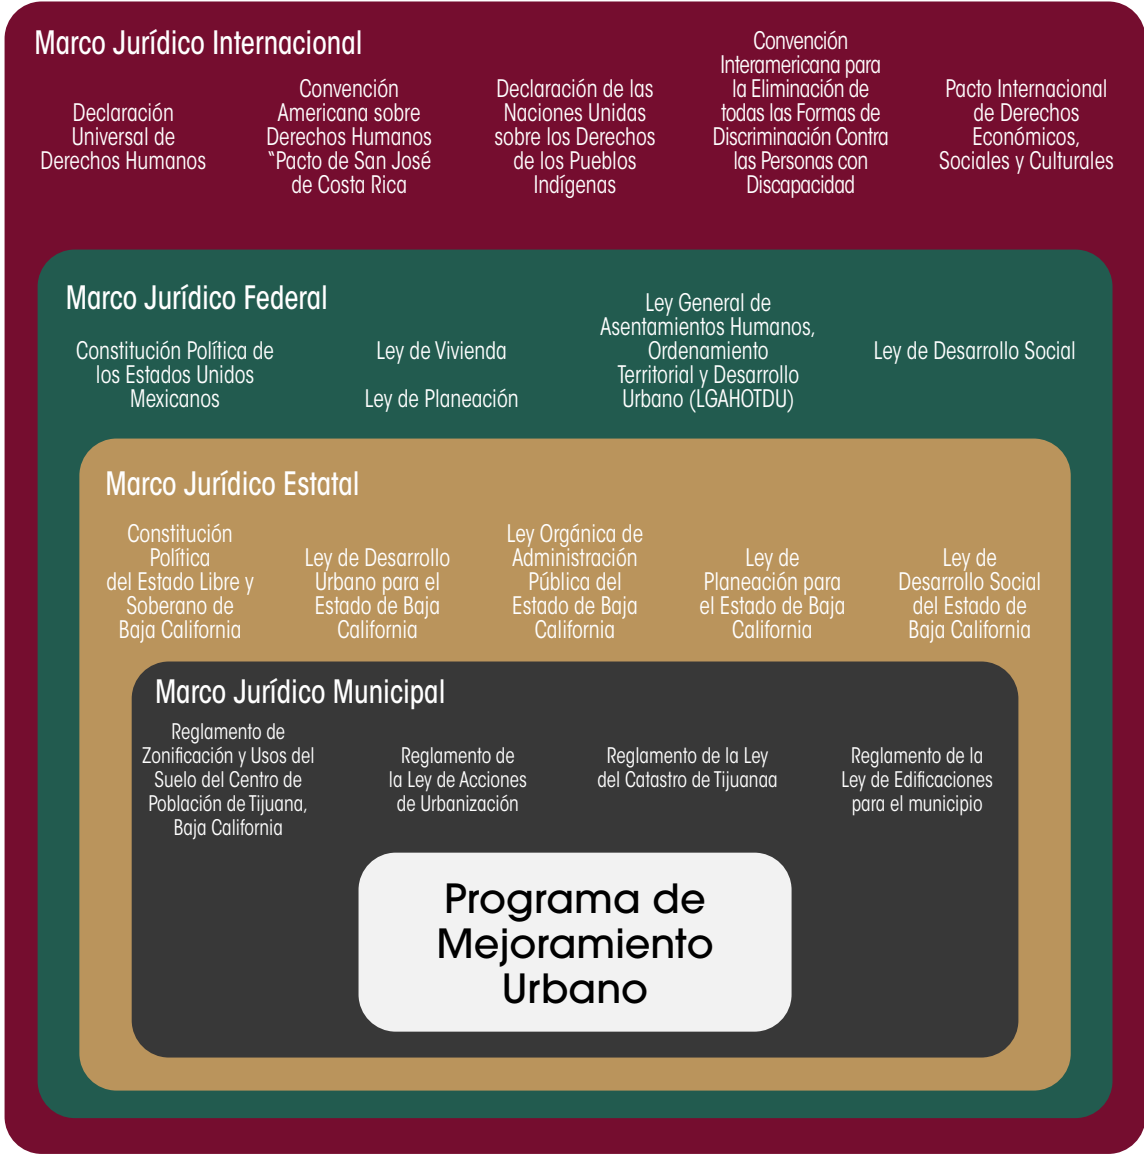 Marco Jurídico Internacional
Declaración
Universal de
Derechos Humanos
Convención
Americana sobre
Derechos Humanos
“Pacto de San José
de Costa Rica
Declaración de las
Naciones Unidas
sobre los Derechos
de los Pueblos
Indígenas
Convención
Interamericana para
la Eliminación de
todas las Formas de
Discriminación Contra
las Personas con
Discapacidad
Pacto Internacional
de Derechos
Económicos,
Sociales y Culturales
Marco Jurídico Federal
Constitución Política de
los Estados Unidos
Mexicanos
Ley de Vivienda
Ley de Planeación
Ley General de
Asentamientos Humanos,
Ordenamiento
Territorial y Desarrollo
Urbano (LGAHOTDU)
Ley de Desarrollo Social
Marco Jurídico Estatal
Constitución
Política
del Estado Libre y
Soberano de
Baja California
Ley de Desarrollo
Urbano para el
Estado de Baja
California
Ley Orgánica de
Administración
Pública del
Estado de Baja
California
Ley de
Planeación para
el Estado de Baja
California
Ley de
Desarrollo Social
del Estado de
Baja California
Marco Jurídico Municipal
Reglamento de
Zonificación y Usos del
Suelo del Centro de
Población de Tijuana,
Baja California
Reglamento de
la Ley de Acciones
de Urbanización
Reglamento de la Ley
del Catastro de Tijuanaa
Reglamento de la
Ley de Edificaciones
para el municipio
Programa de
Mejoramiento
Urbano